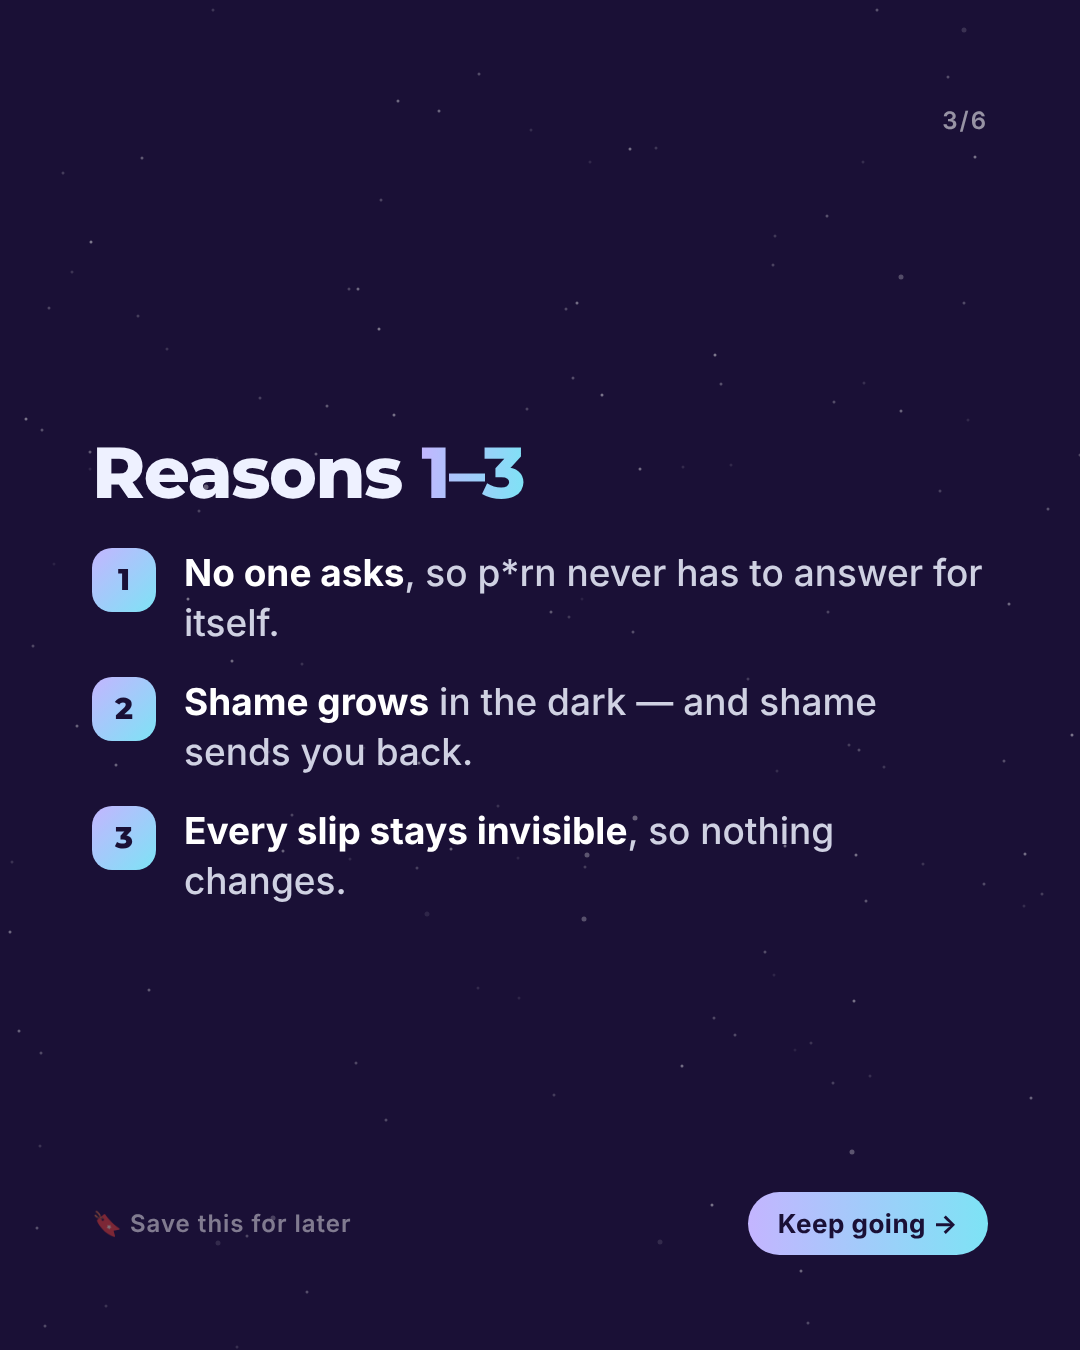 3/6
Reasons 1–3
1
No one asks, so p*rn never has to answer for
itself.
2
Shame grows in the dark — and shame
sends you back.
3
Every slip stays invisible, so nothing
changes.
🔖 Save this for later
Keep going →